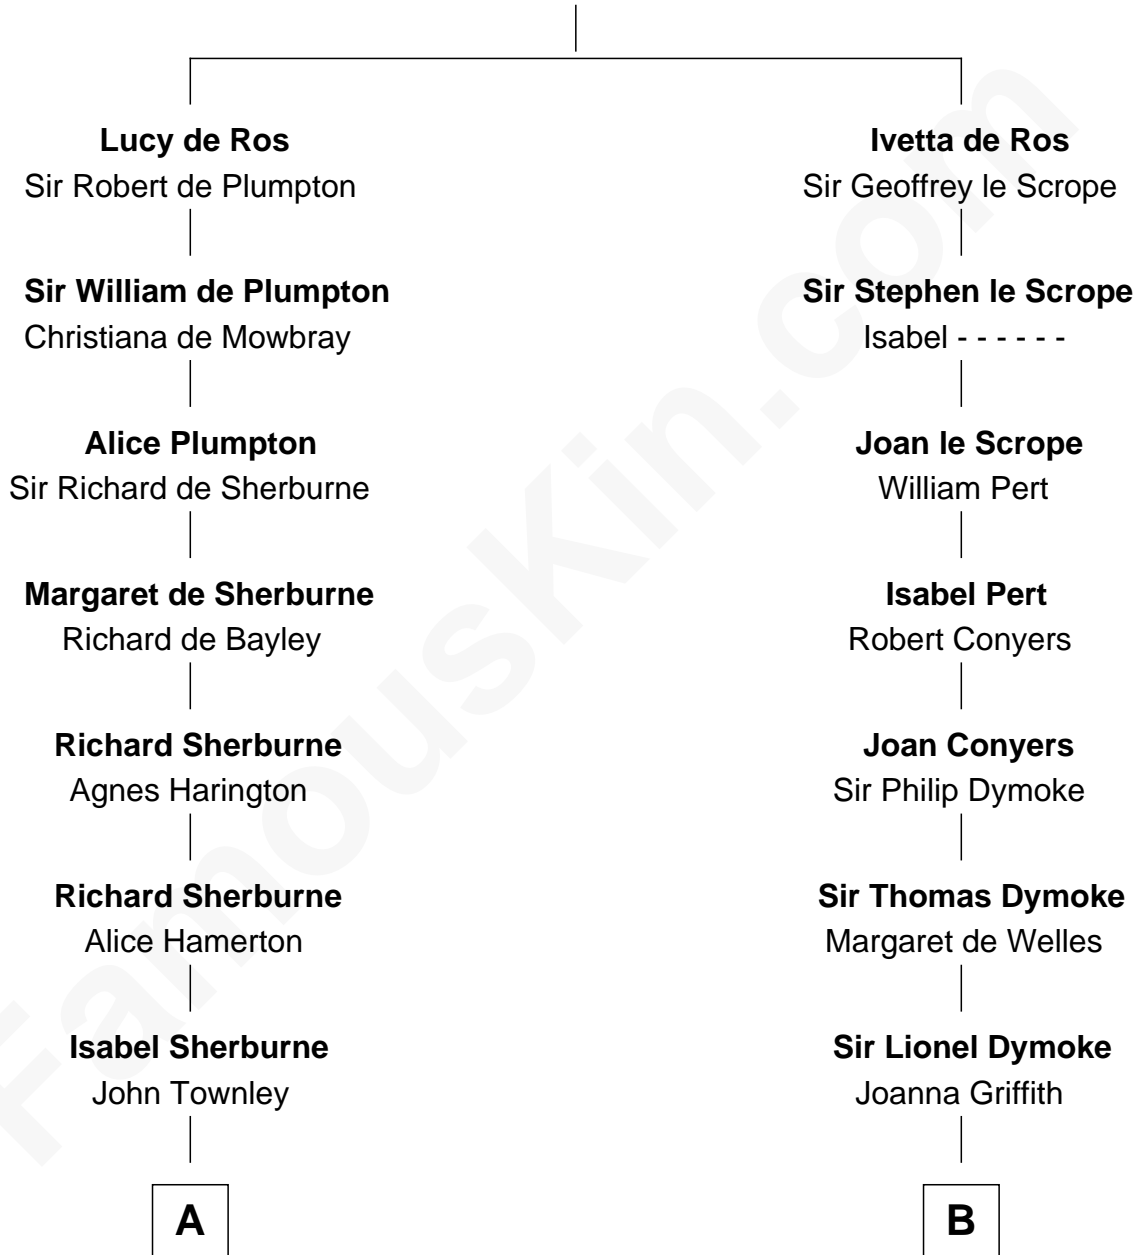 Lucy de Ros
Sir Robert de Plumpton
Sir William de Plumpton
Christiana de Mowbray
Alice Plumpton
Sir Richard de Sherburne
Margaret de Sherburne
Richard de Bayley
Richard Sherburne
Agnes Harington
Richard Sherburne
Alice Hamerton
Isabel Sherburne
John Townley
A
Ivetta de Ros
Sir Geoffrey le Scrope
Sir Stephen le Scrope
Isabel - - - - - -
Joan le Scrope
William Pert
Isabel Pert
Robert Conyers
Joan Conyers
Sir Philip Dymoke
Sir Thomas Dymoke
Margaret de Welles
Sir Lionel Dymoke
Joanna Griffith
B
FamousKin.com